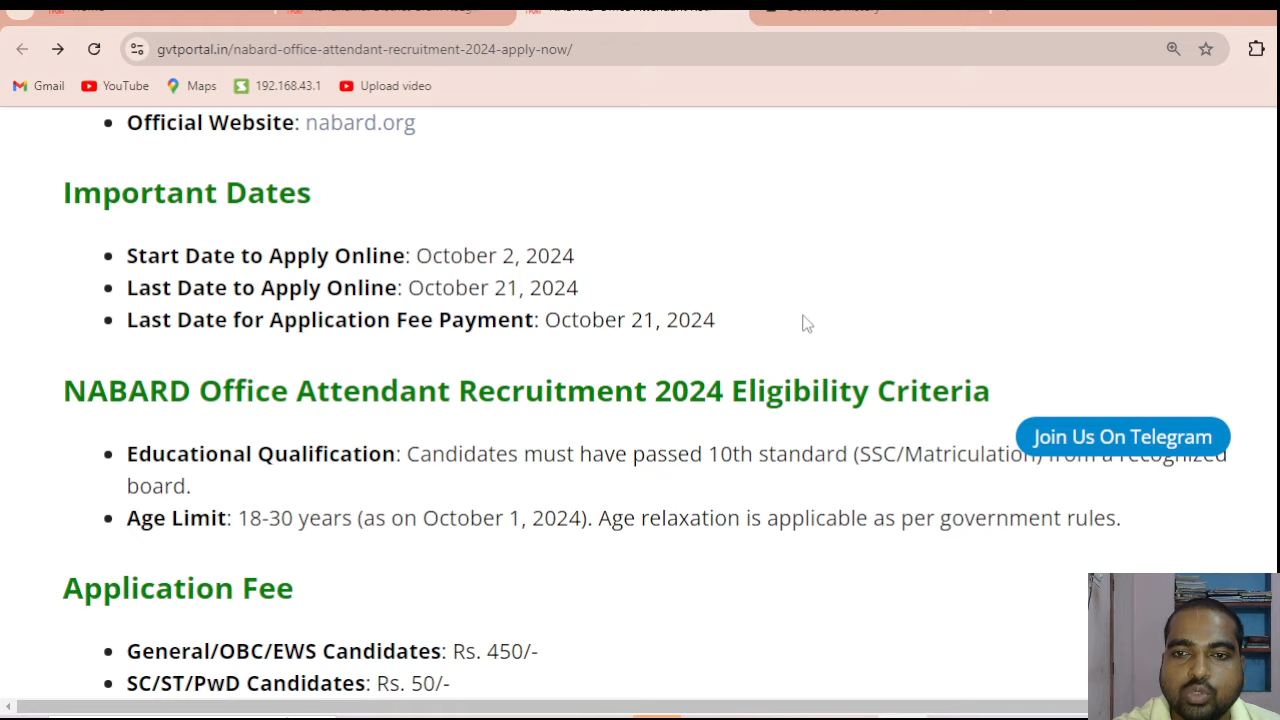 gvtportal.in/nabard-office-attendant-recruitment-2024-apply-now/
Gmail YouTube Maps 192.168.43.1 Upload video
• Official Website: nabard.org
Important Dates
• Start Date to Apply Online: October 2, 2024
• Last Date to Apply Online: October 21, 2024
• Last Date for Application Fee Payment: October 21, 2024
NABARD Office Attendant Recruitment 2024 Eligibility Criteria
Join Us On Telegram
• Educational Qualification: Candidates must have passed 10th standard (SSC/Matriculation) from a recognized
board.
• Age Limit: 18-30 years (as on October 1, 2024). Age relaxation is applicable as per government rules.
Application Fee
• General/OBC/EWS Candidates: Rs. 450/-
• SC/ST/PwD Candidates: Rs. 50/-